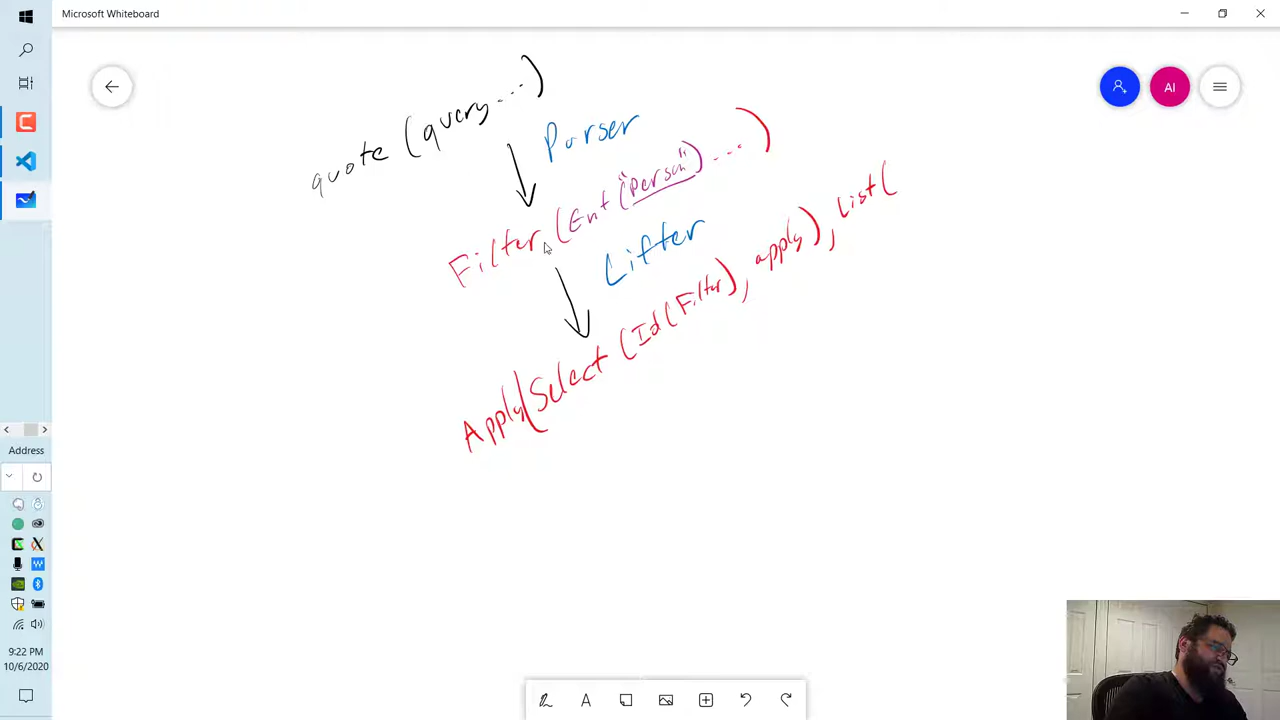 Microsoft Whiteboard
AI
quote (query...)
Parser
Filter (Ent ("Person") ... )
Lifter
Apply(Select (Id(Filter), apply), List(
Address
9:22 PM
10/6/2020
A